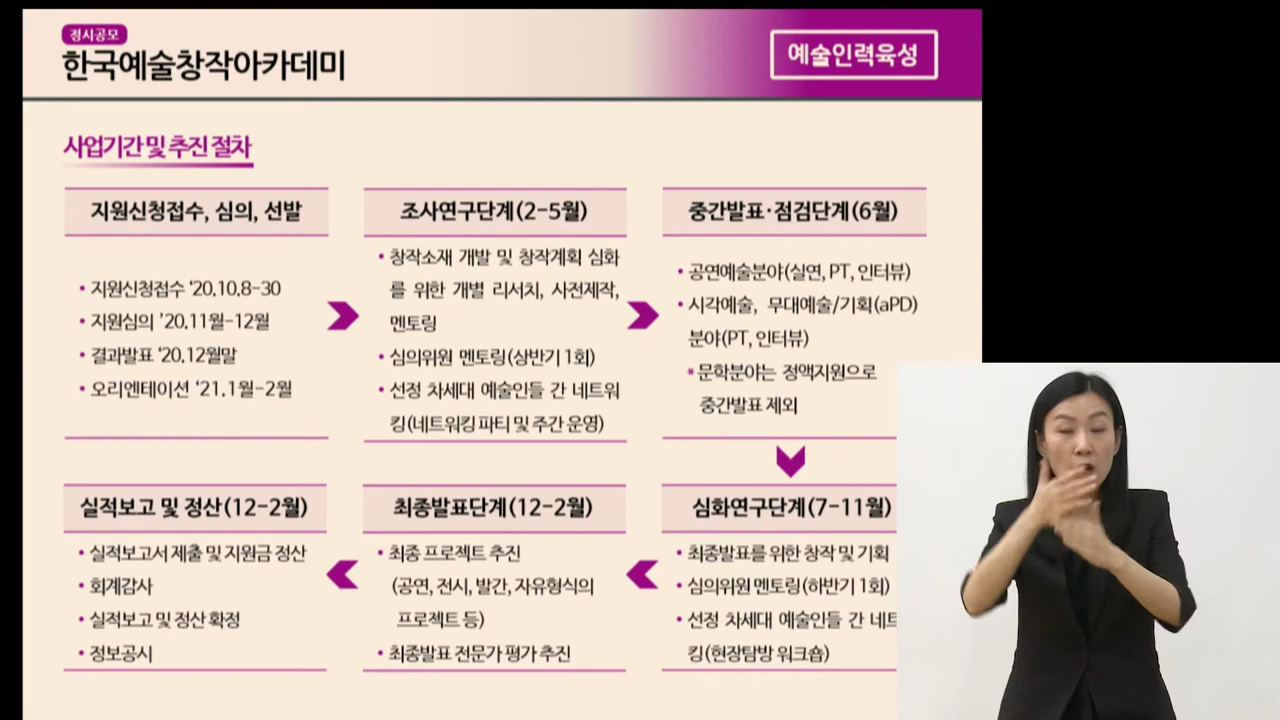 정시공모
한국예술창작아카데미
예술인력육성
사업기간 및 추진 절차
지원신청접수, 심의, 선발
• 지원신청접수 ‘20.10.8-30
• 지원심의 ’20.11월-12월
• 결과발표 ‘20.12월말
• 오리엔테이션 ‘21.1월-2월
조사연구단계(2-5월)
• 창작소재 개발 및 창작계획 심화
를 위한 개별 리서치, 사전제작,
멘토링
• 심의위원 멘토링(상반기 1회)
• 선정 차세대 예술인들 간 네트워
킹(네트워킹 파티 및 주간 운영)
중간발표·점검단계(6월)
• 공연예술분야(실연, PT, 인터뷰)
• 시각예술, 무대예술/기획(aPD)
분야(PT, 인터뷰)
* 문학분야는 정액지원으로
중간발표 제외
심화연구단계(7-11월)
• 최종발표를 위한 창작 및 기획
• 심의위원 멘토링(하반기 1회)
• 선정 차세대 예술인들 간 네트
킹(현장탐방 워크숍)
최종발표단계(12-2월)
• 최종 프로젝트 추진
(공연, 전시, 발간, 자유형식의
프로젝트 등)
• 최종발표 전문가 평가 추진
실적보고 및 정산(12-2월)
• 실적보고서 제출 및 지원금 정산
• 회계감사
• 실적보고 및 정산 확정
• 정보공시